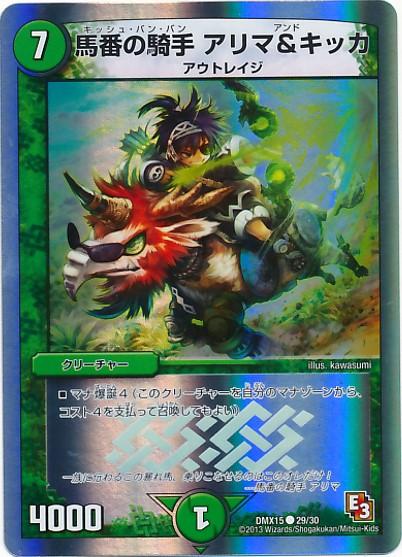 7
キッシュ・バン・バン アンド
馬番の騎手 アリマ&キッカ
アウトレイジ
illus. kawasumi
クリーチャー
■マナ爆誕4(このクリーチャーを自分のマナゾーンから、
コスト4を支払って召喚してもよい)
一族に伝わるこの暴れ馬、乗りこなせるのはこのオレだけ!
──馬番の騎手 アリマ
4000
1
DMX15 ● 29/30
©2013 Wizards/Shogakukan/Mitsui-Kids
E3